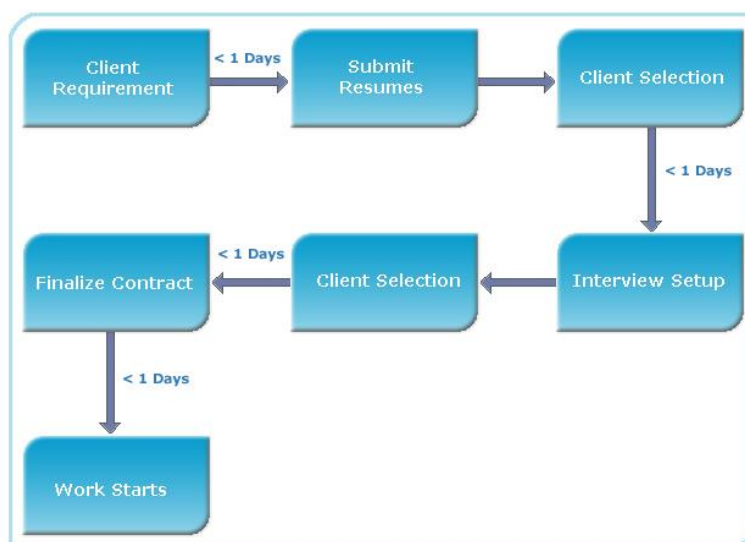 Client
Requirement
< 1 Days
Submit
Resumes
Client Selection
< 1 Days
Interview Setup
Client Selection
< 1 Days
Finalize Contract
< 1 Days
Work Starts